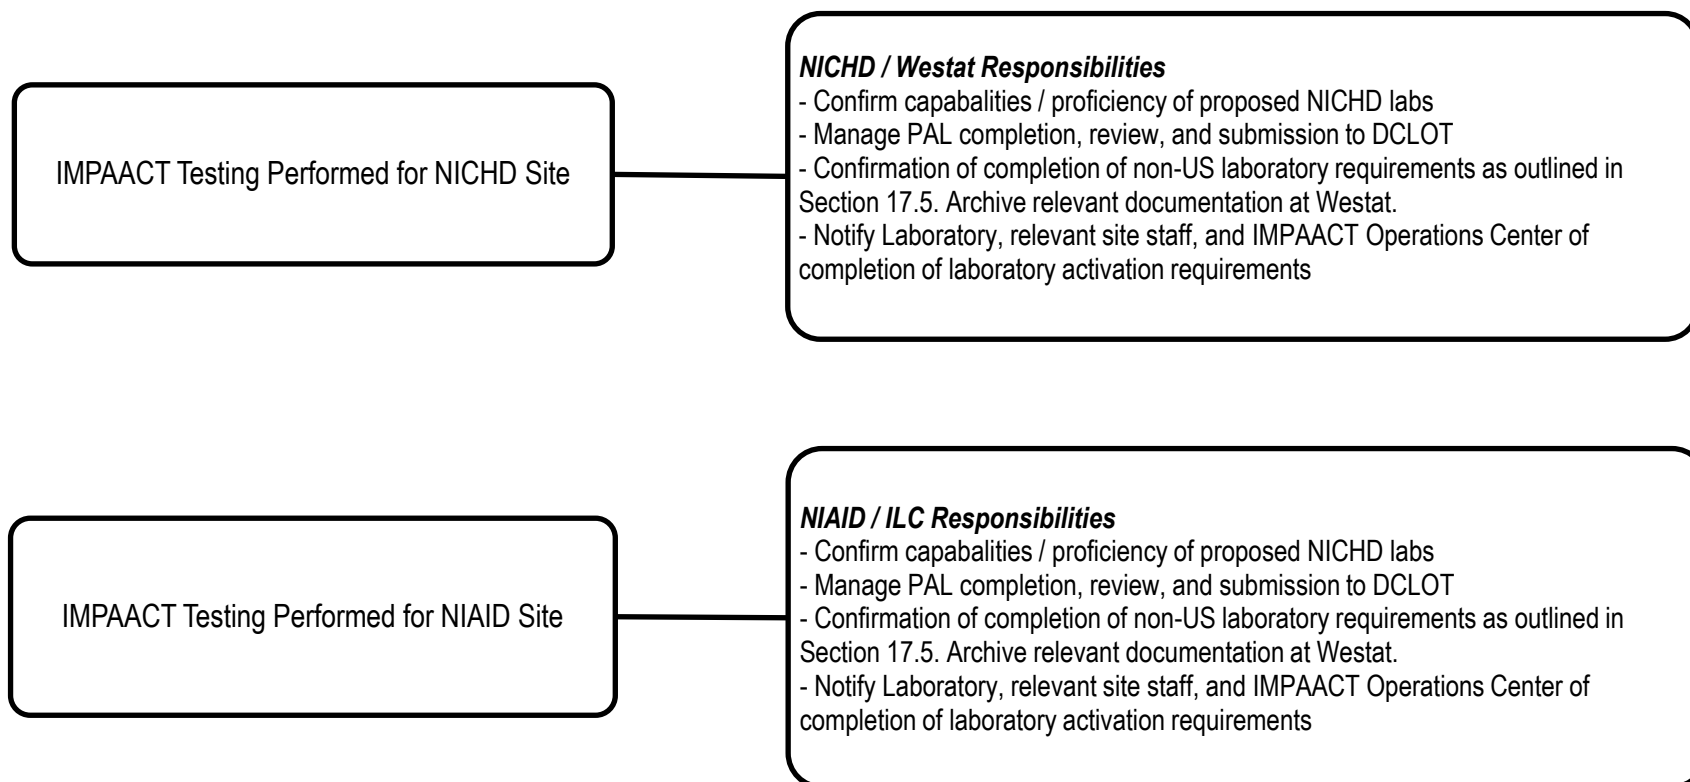 IMPAACT Testing Performed for NICHD Site
NICHD / Westat Responsibilities
- Confirm capabalities / proficiency of proposed NICHD labs
- Manage PAL completion, review, and submission to DCLOT
- Confirmation of completion of non-US laboratory requirements as outlined in
Section 17.5. Archive relevant documentation at Westat.
- Notify Laboratory, relevant site staff, and IMPAACT Operations Center of
completion of laboratory activation requirements
IMPAACT Testing Performed for NIAID Site
NIAID / ILC Responsibilities
- Confirm capabalities / proficiency of proposed NICHD labs
- Manage PAL completion, review, and submission to DCLOT
- Confirmation of completion of non-US laboratory requirements as outlined in
Section 17.5. Archive relevant documentation at Westat.
- Notify Laboratory, relevant site staff, and IMPAACT Operations Center of
completion of laboratory activation requirements